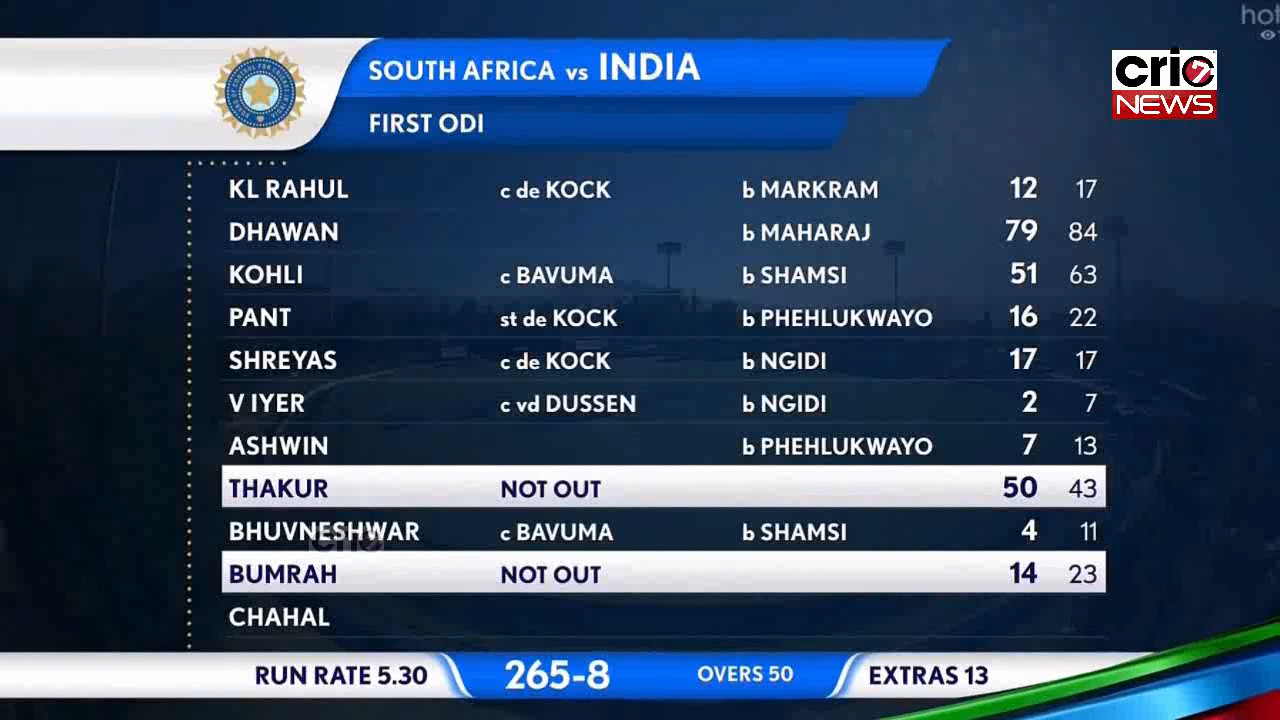 hot
SOUTH AFRICA vs INDIA
cric7
NEWS
FIRST ODI
KL RAHUL c de KOCK b MARKRAM 12 17
DHAWAN b MAHARAJ 79 84
KOHLI c BAVUMA b SHAMSI 51 63
PANT st de KOCK b PHEHLUKWAYO 16 22
SHREYAS c de KOCK b NGIDI 17 17
V IYER c vd DUSSEN b NGIDI 2 7
ASHWIN b PHEHLUKWAYO 7 13
THAKUR NOT OUT 50 43
BHUVNESHWAR c BAVUMA b SHAMSI 4 11
BUMRAH NOT OUT 14 23
CHAHAL
RUN RATE 5.30 265-8 OVERS 50 EXTRAS 13